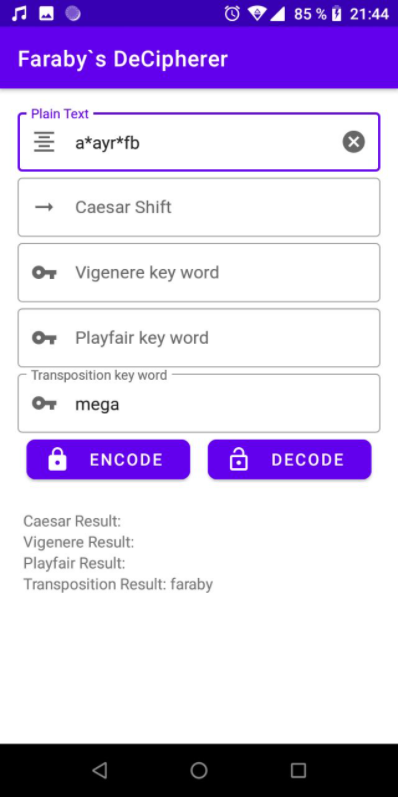 85 % 21:44
Faraby`s DeCipherer
Plain Text
a*ayr*fb
Caesar Shift
Vigenere key word
Playfair key word
Transposition key word
mega
ENCODE DECODE
Caesar Result:
Vigenere Result:
Playfair Result:
Transposition Result: faraby